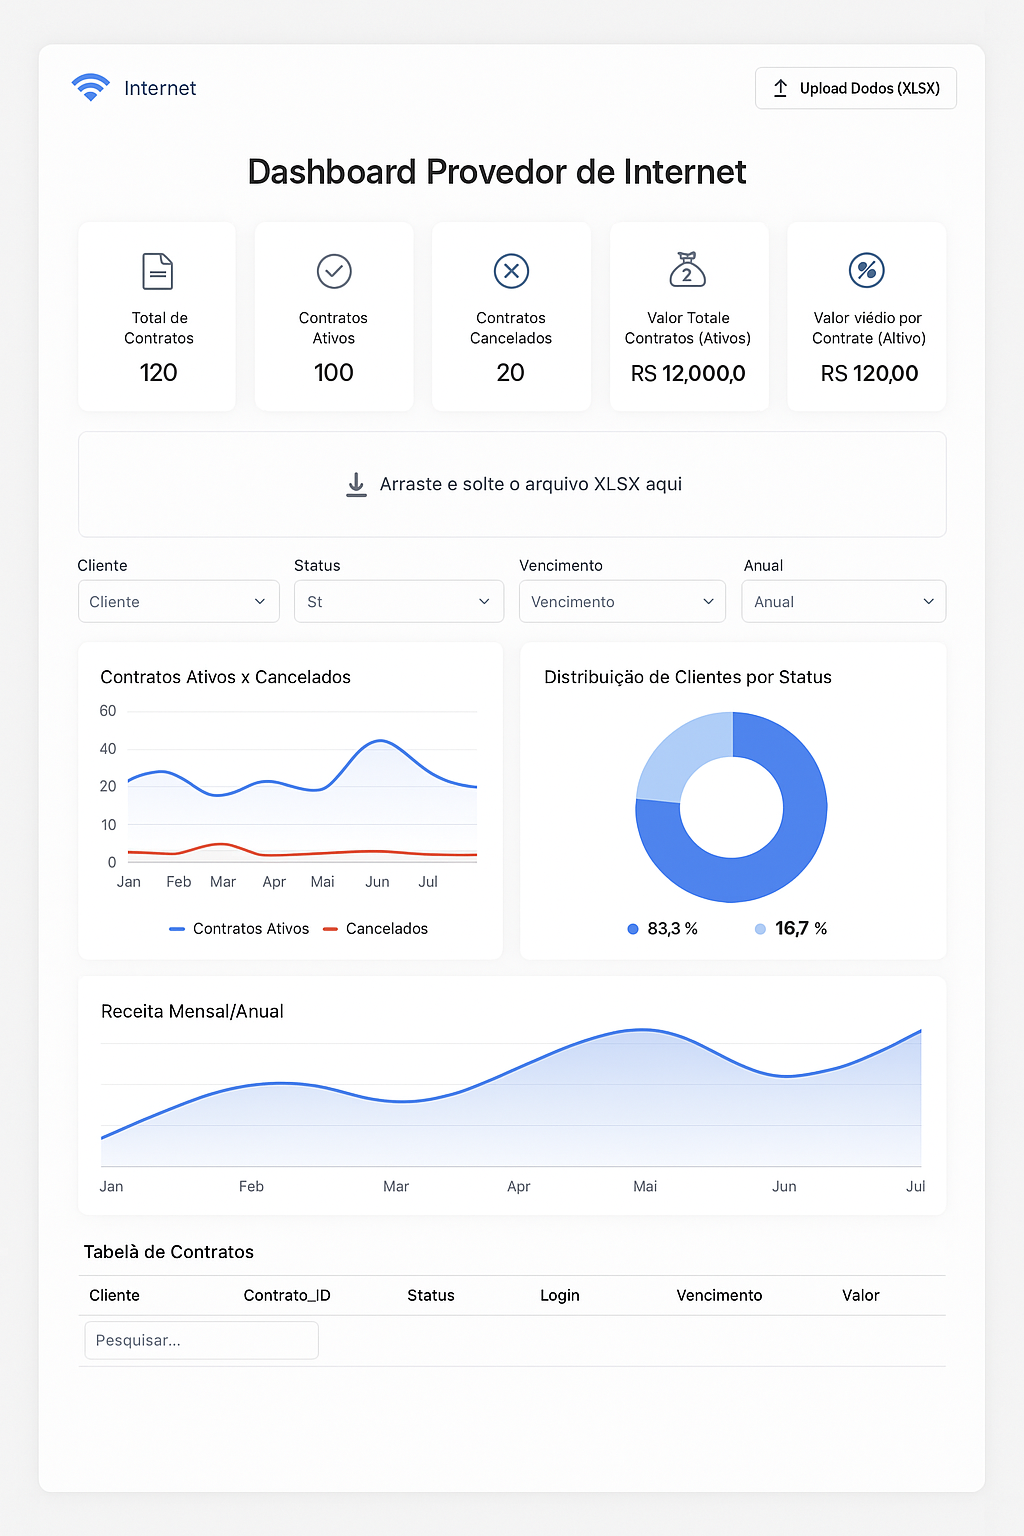 Internet
Upload Dodos (XLSX)
Dashboard Provedor de Internet
Total de
Contratos
120
Contratos
Ativos
100
Contratos
Cancelados
20
2
Valor Totale
Contratos (Ativos)
RS 12,000,0
Valor viédio por
Contrate (Altivo)
RS 120,00
Arraste e solte o arquivo XLSX aqui
Cliente
Status
Vencimento
Anual
Cliente
St
Vencimento
Anual
Contratos Ativos x Cancelados
60
40
20
10
0
Jan Feb Mar Apr Mai Jun Jul
Contratos Ativos Cancelados
Distribuição de Clientes por Status
83,3 % 16,7 %
Receita Mensal/Anual
Jan Feb Mar Apr Mai Jun Jul
Tabelà de Contratos
Cliente Contrato_ID Status Login Vencimento Valor
Pesquisar...